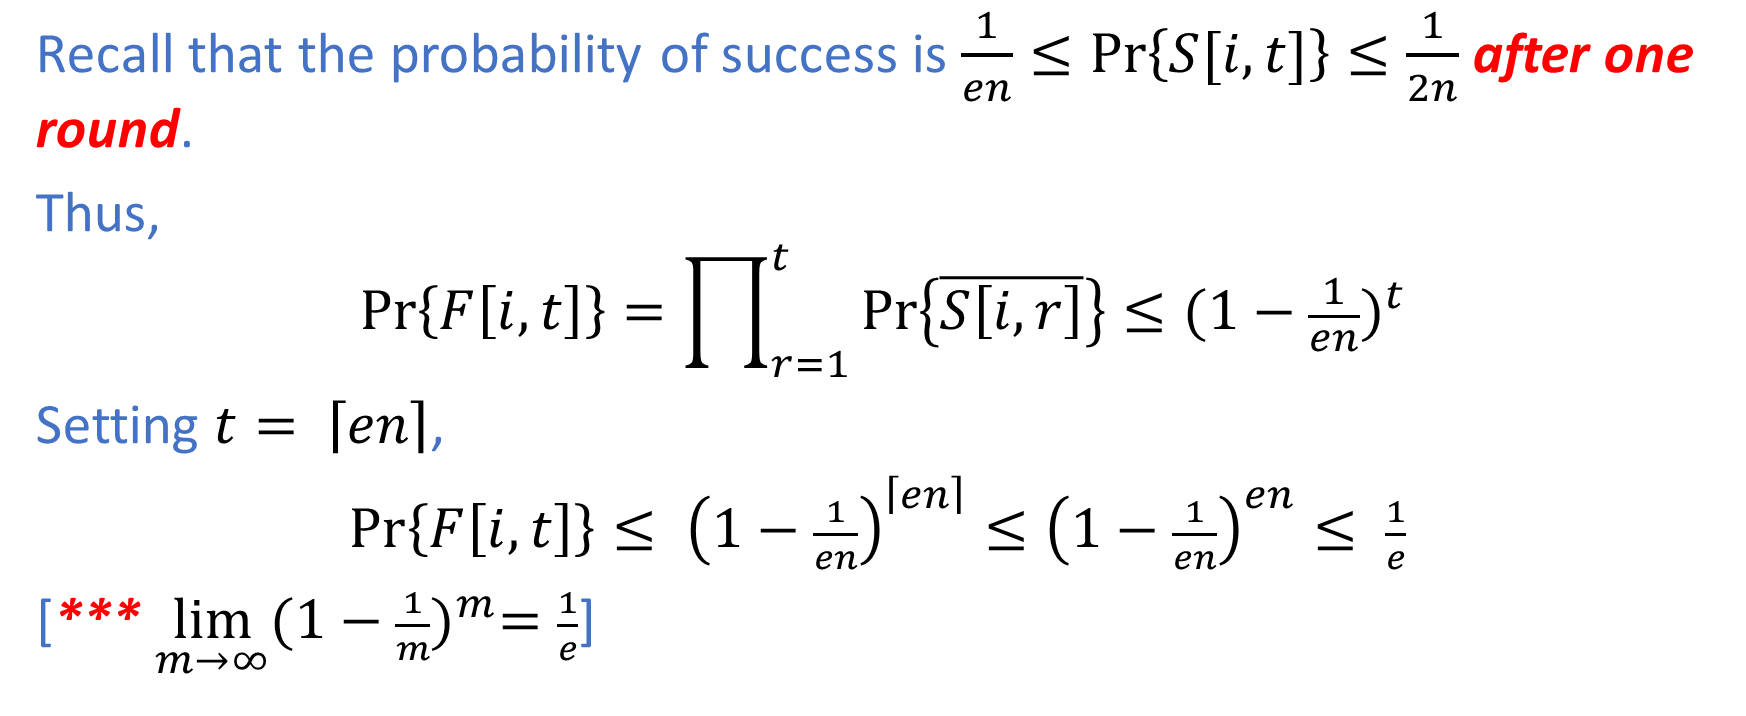 Recall that the probability of success is 1/en ≤ Pr{S[i, t]} ≤ 1/2n after one
round.
Thus,
Pr{F[i, t]} = ∏_{r=1}^{t} Pr{\overline{S[i, r]}} ≤ (1 − 1/en)^t
Setting t = ⌈en⌉,
Pr{F[i, t]} ≤ (1 − 1/en)^{⌈en⌉} ≤ (1 − 1/en)^{en} ≤ 1/e
[*** lim_{m→∞} (1 − 1/m)^m = 1/e]